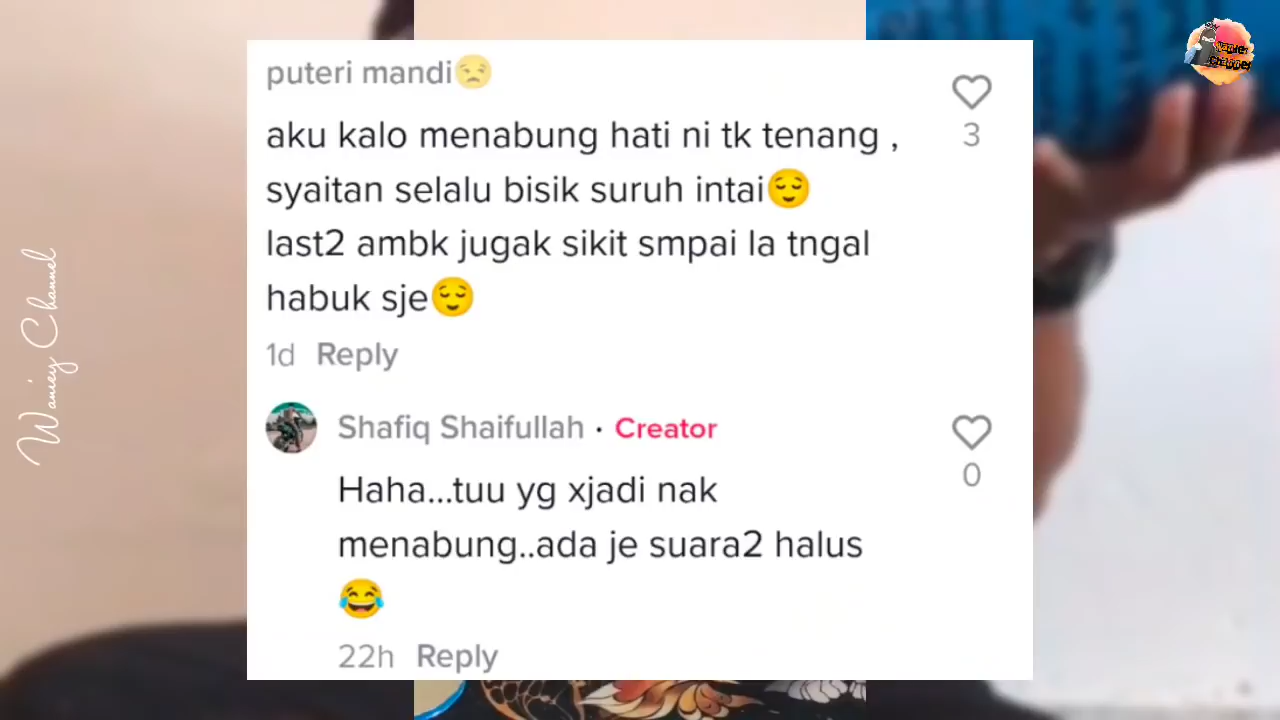 puteri mandi😒
3
aku kalo menabung hati ni tk tenang ,
syaitan selalu bisik suruh intai😌
last2 ambk jugak sikit smpai la tngal
habuk sje😌
1d Reply
Shafiq Shaifullah · Creator
0
Haha...tuu yg xjadi nak
menabung..ada je suara2 halus
😂
22h Reply
Waniey Channel